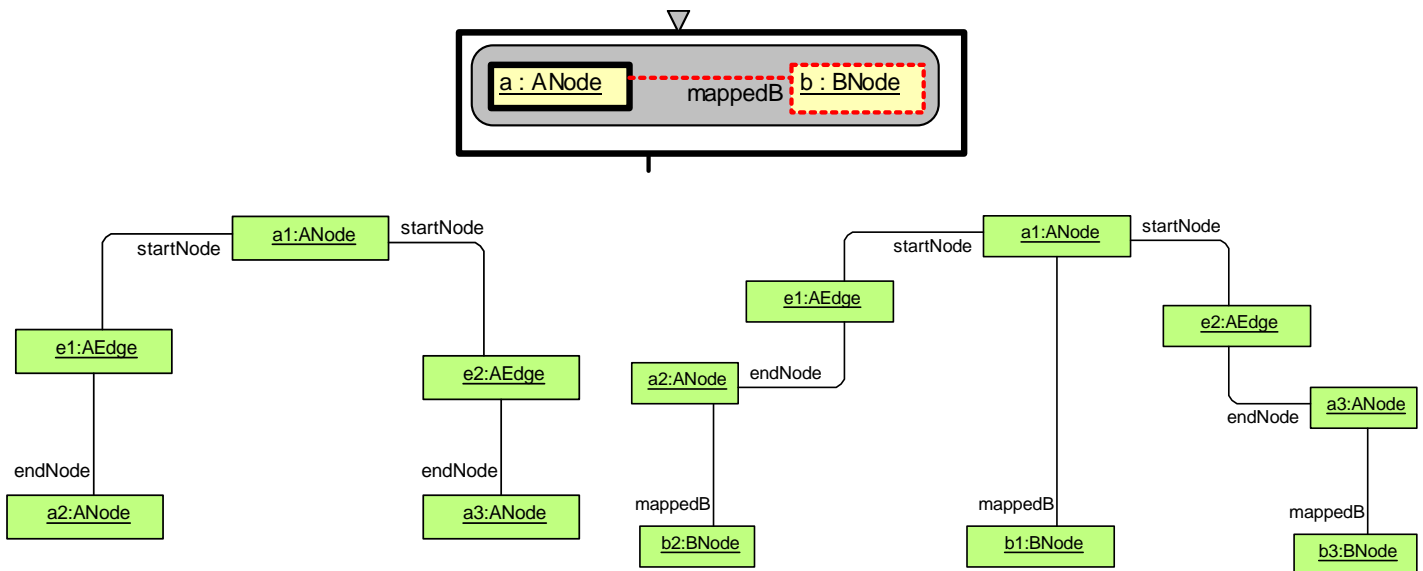 a : ANode
mappedB
b : BNode
a1:ANode
startNode
startNode
e1:AEdge
e2:AEdge
endNode
endNode
a2:ANode
a3:ANode
a1:ANode
startNode
startNode
e1:AEdge
e2:AEdge
a2:ANode
endNode
a3:ANode
endNode
mappedB
mappedB
mappedB
b2:BNode
b1:BNode
b3:BNode